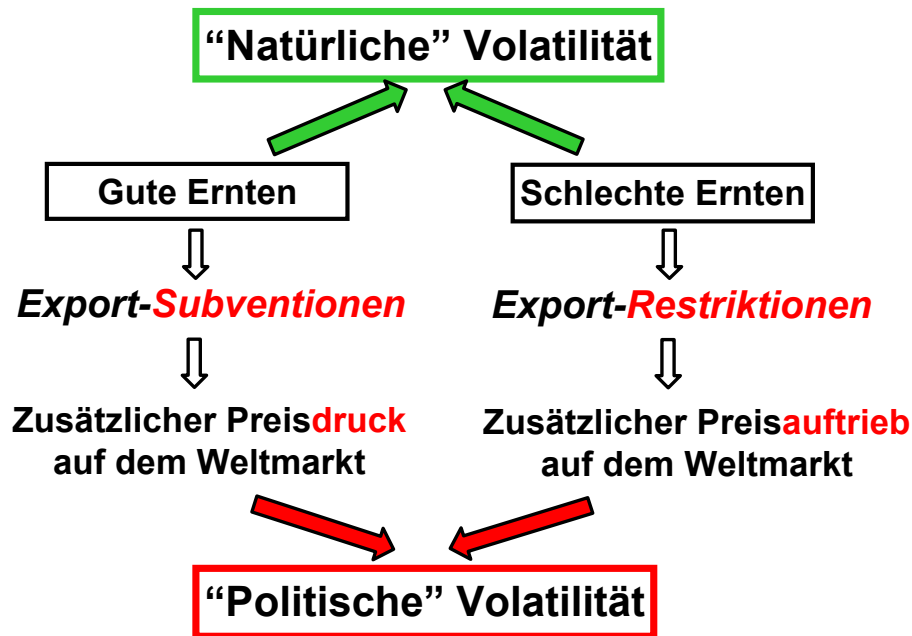 “Natürliche” Volatilität
Gute Ernten
Schlechte Ernten
Export-Subventionen
Export-Restriktionen
Zusätzlicher Preisdruck
auf dem Weltmarkt
Zusätzlicher Preisauftrieb
auf dem Weltmarkt
“Politische” Volatilität